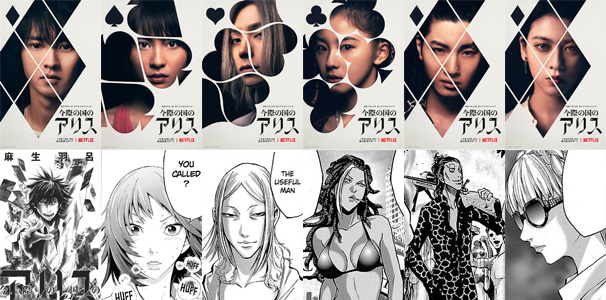 今際の国の
アリス
NETFLIX
今際の国の
アリス
NETFLIX
今際の国の
アリス
NETFLIX
今際の国の
アリス
NETFLIX
今際の国の
アリス
NETFLIX
今際の国の
アリス
NETFLIX
麻生羽呂
アリス
YOU
CALLED
?
HUFF
HUFF
THE
USEFUL
MAN